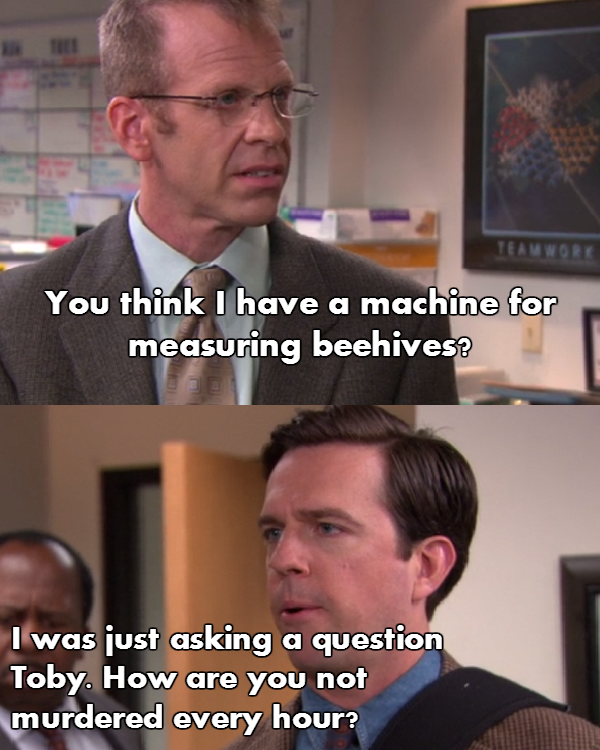 TEAMWORK
You think I have a machine for
measuring beehives?
I was just asking a question
Toby. How are you not
murdered every hour?